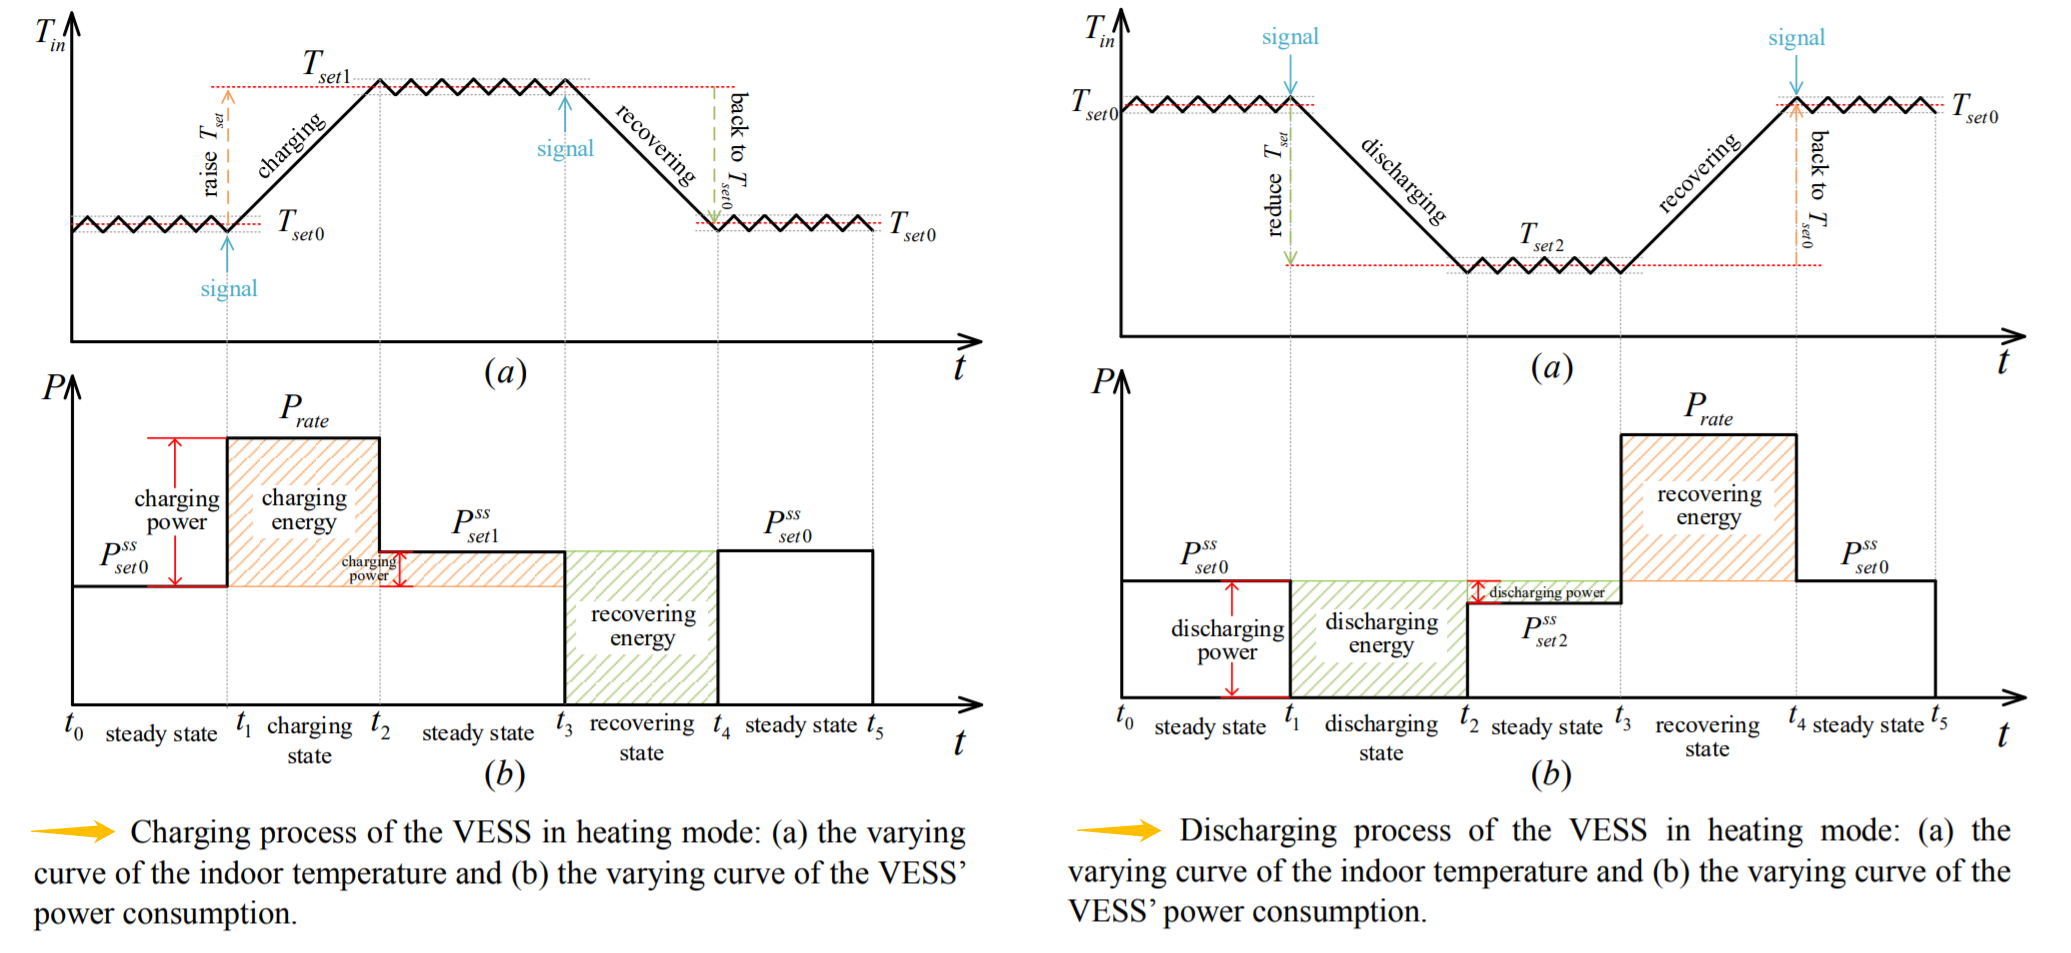 T_in
T_set1
raise T_set
charging
signal
recovering
back to T_set0
T_set0
T_set0
signal
t
(a)
P
P_rate
charging
power
charging
energy
P^ss_set0
P^ss_set1
charging
power
P^ss_set0
recovering
energy
t_0 steady state t_1 charging state t_2 steady state t_3 recovering state t_4 steady state t_5
t
(b)
Charging process of the VESS in heating mode: (a) the varying
curve of the indoor temperature and (b) the varying curve of the VESS’
power consumption.
T_in
signal
signal
T_set0
T_set0
reduce T_set
discharging
T_set2
recovering
back to T_set0
t
(a)
P
P_rate
recovering
energy
P^ss_set0
P^ss_set0
discharging
power
discharging
energy
discharging power
P^ss_set2
t_0 steady state t_1 discharging state t_2 steady state t_3 recovering state t_4 steady state t_5
t
(b)
Discharging process of the VESS in heating mode: (a) the
varying curve of the indoor temperature and (b) the varying curve of the
VESS’ power consumption.